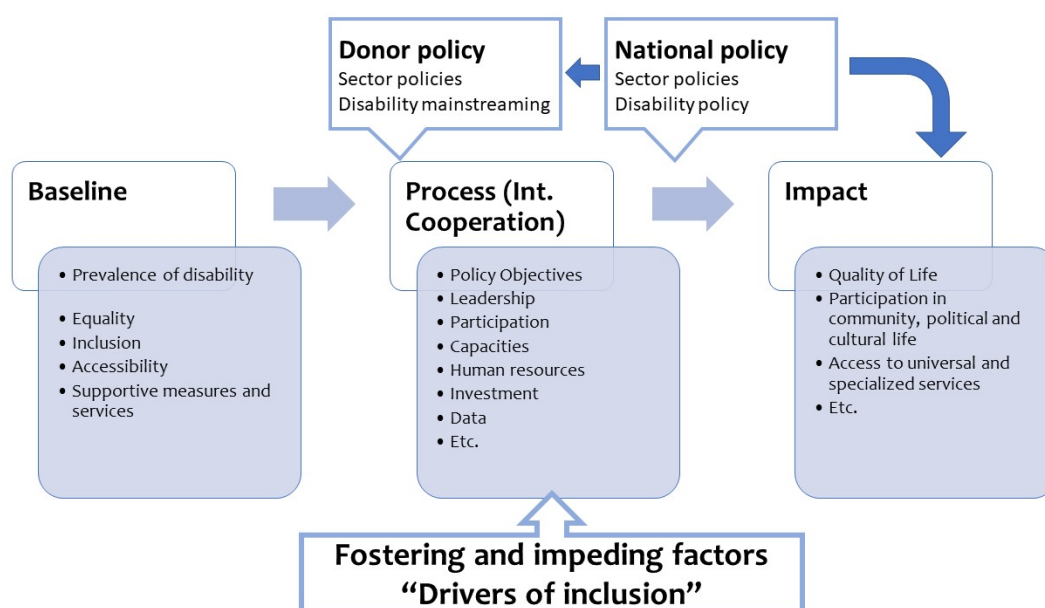 Donor policy
Sector policies
Disability mainstreaming
National policy
Sector policies
Disability policy
Baseline
• Prevalence of disability
• Equality
• Inclusion
• Accessibility
• Supportive measures and
services
Process (Int.
Cooperation)
• Policy Objectives
• Leadership
• Participation
• Capacities
• Human resources
• Investment
• Data
• Etc.
Impact
• Quality of Life
• Participation in
community, political and
cultural life
• Access to universal and
specialized services
• Etc.
Fostering and impeding factors
“Drivers of inclusion”